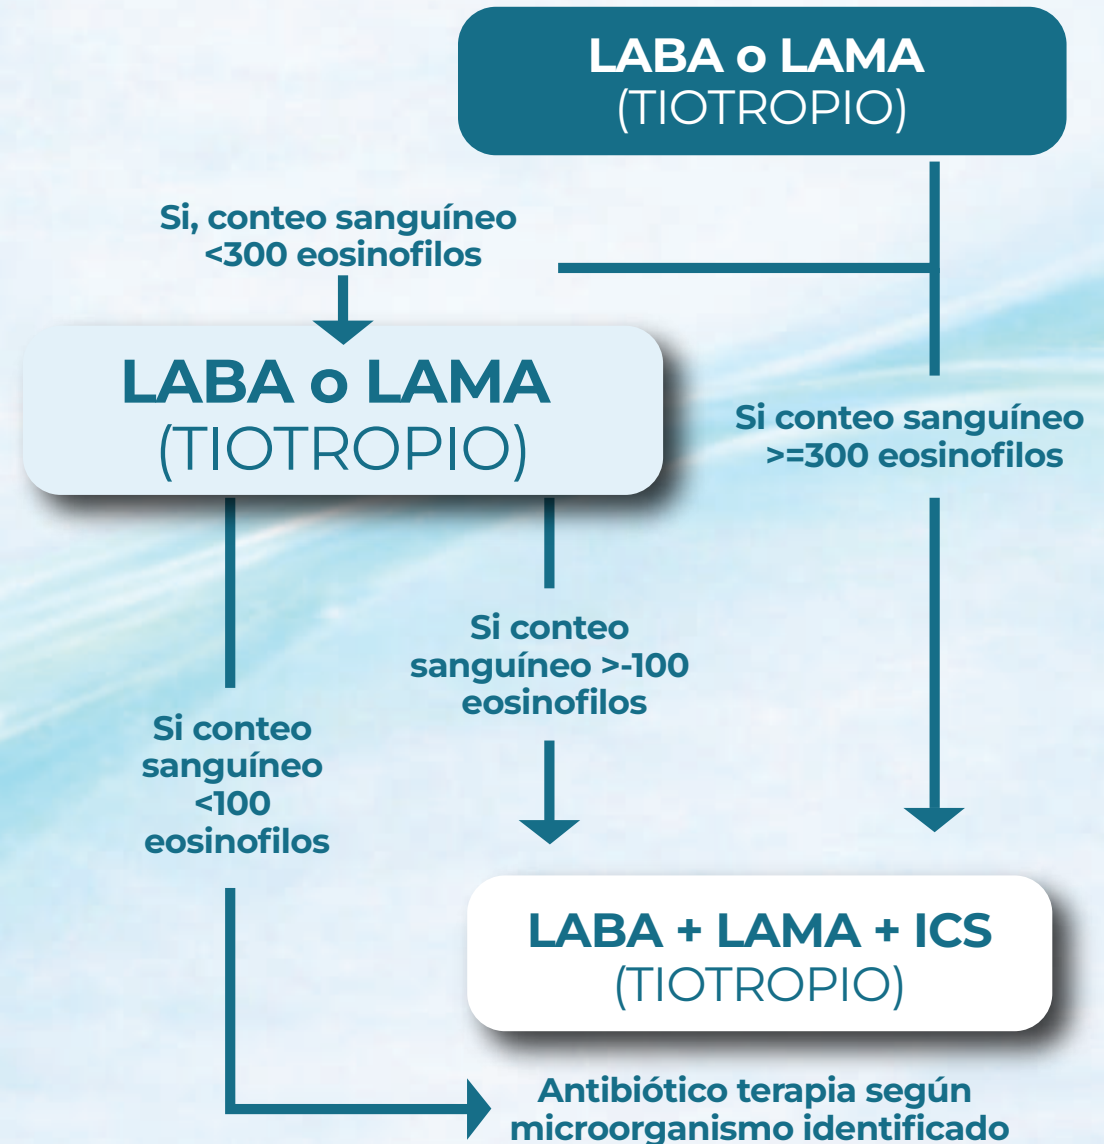 LABA o LAMA
(TIOTROPIO)
Si, conteo sanguíneo
<300 eosinofilos
LABA o LAMA
(TIOTROPIO)
Si conteo sanguíneo
>=300 eosinofilos
Si conteo
sanguíneo >-100
eosinofilos
Si conteo
sanguíneo
<100
eosinofilos
LABA + LAMA + ICS
(TIOTROPIO)
Antibiótico terapia según
microorganismo identificado